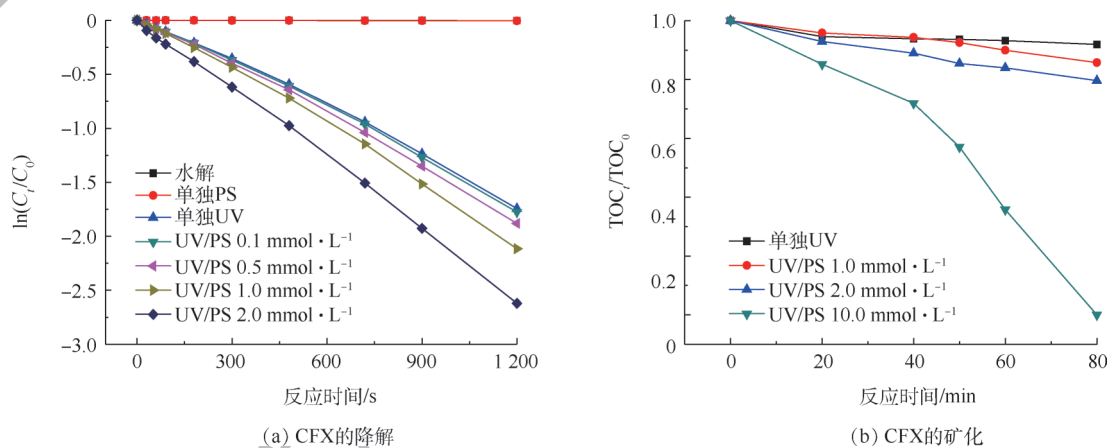 0
−0.5
−1.0
−1.5
−2.0
−2.5
−3.0
ln(Cₜ/C₀)
水解
单独PS
单独UV
UV/PS 0.1 mmol·L⁻¹
UV/PS 0.5 mmol·L⁻¹
UV/PS 1.0 mmol·L⁻¹
UV/PS 2.0 mmol·L⁻¹
0 300 600 900 1 200
反应时间/s
(a) CFX的降解
1.0
0.8
0.6
0.4
0.2
0
TOCₜ/TOC₀
单独UV
UV/PS 1.0 mmol·L⁻¹
UV/PS 2.0 mmol·L⁻¹
UV/PS 10.0 mmol·L⁻¹
0 20 40 60 80
反应时间/min
(b) CFX的矿化